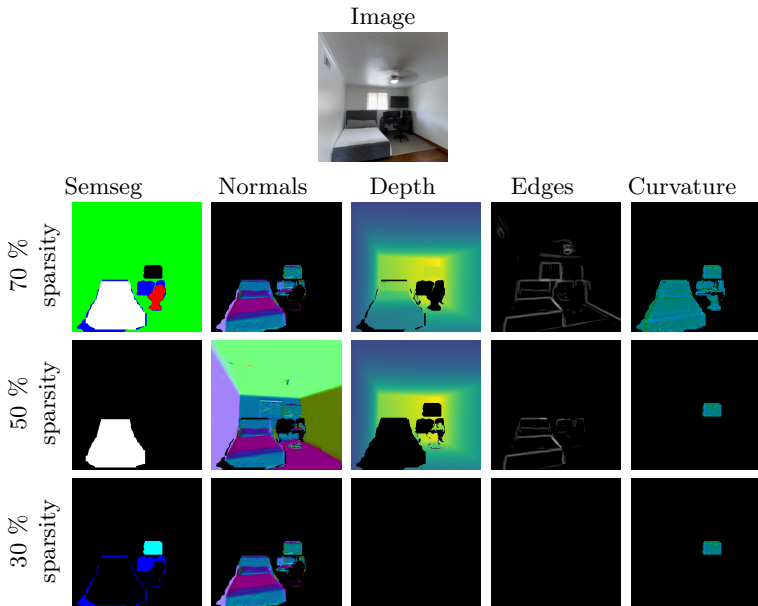 Image
Semseg Normals Depth Edges Curvature
70 %
sparsity
50 %
sparsity
30 %
sparsity